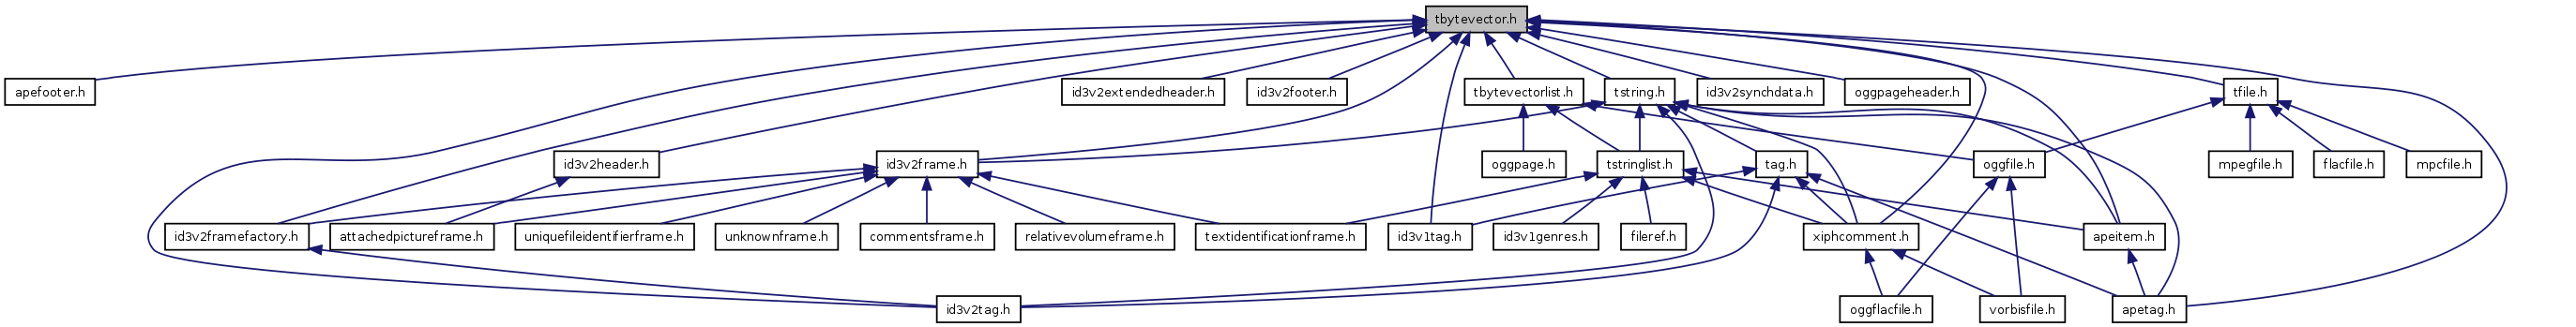 tbytevector.h
apefooter.h
id3v2extendedheader.h
id3v2footer.h
tbytevectorlist.h
tstring.h
id3v2synchdata.h
oggpageheader.h
tfile.h
id3v2header.h
id3v2frame.h
oggpage.h
tstringlist.h
tag.h
oggfile.h
mpegfile.h
flacfile.h
mpcfile.h
id3v2framefactory.h
attachedpictureframe.h
uniquefileidentifierframe.h
unknownframe.h
commentsframe.h
relativevolumeframe.h
textidentificationframe.h
id3v1tag.h
id3v1genres.h
fileref.h
xiphcomment.h
apeitem.h
id3v2tag.h
oggflacfile.h
vorbisfile.h
apetag.h